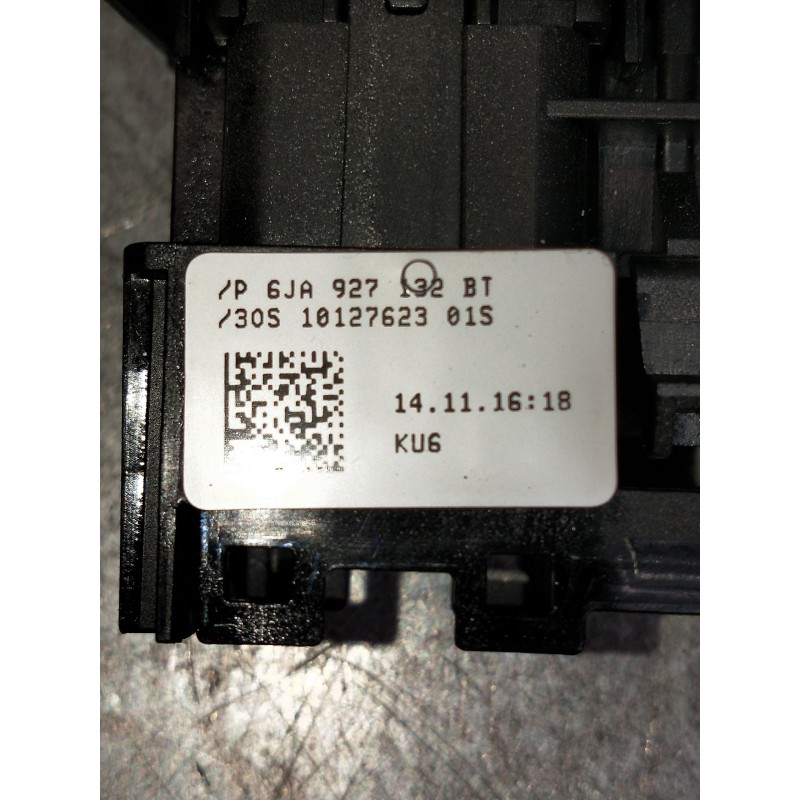 /P 6JA 927 132 BT
/30S 10127623 01S
14.11.16:18
KU6